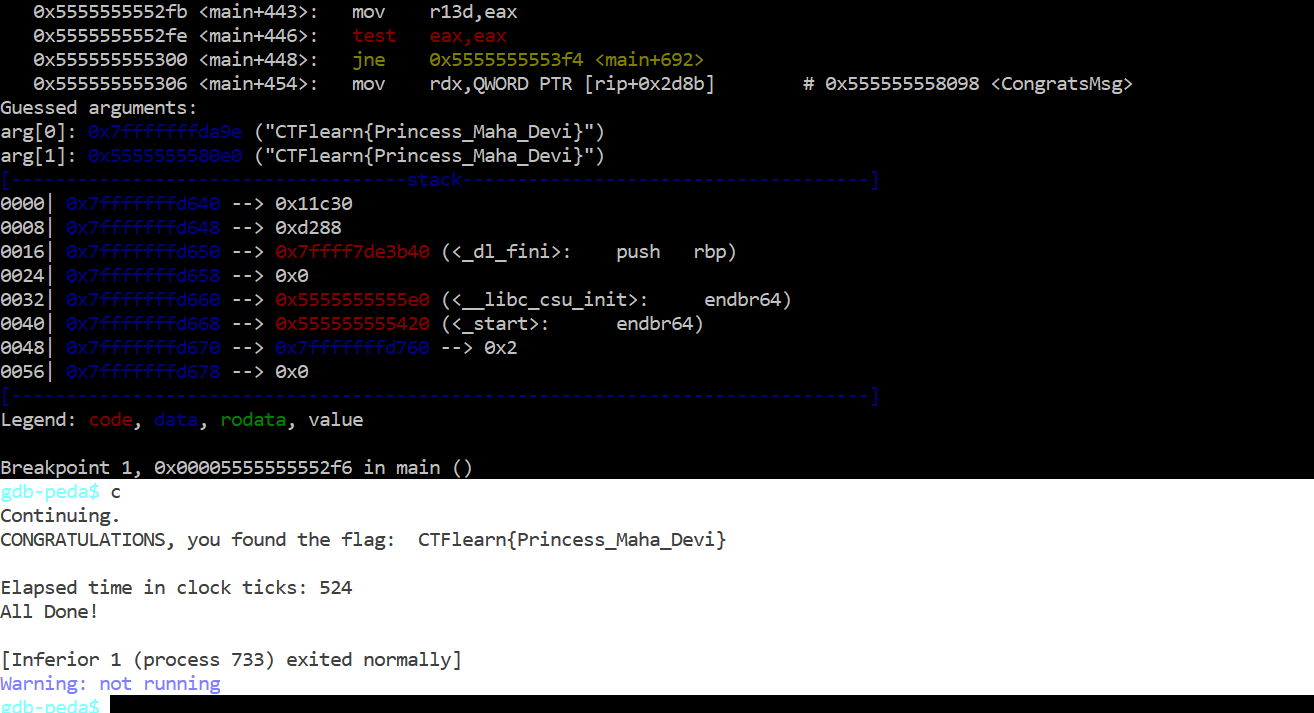 0x5555555552fb <main+443>: mov r13d,eax
0x5555555552fe <main+446>: test eax,eax
0x555555555300 <main+448>: jne 0x5555555553f4 <main+692>
0x555555555306 <main+454>: mov rdx,QWORD PTR [rip+0x2d8b] # 0x555555558098 <CongratsMsg>
Guessed arguments:
arg[0]: 0x7fffffffda9e ("CTFlearn{Princess_Maha_Devi}")
arg[1]: 0x5555555580e0 ("CTFlearn{Princess_Maha_Devi}")
[------------------------------------stack-------------------------------------]
0000| 0x7fffffffd640 --> 0x11c30
0008| 0x7fffffffd648 --> 0xd288
0016| 0x7fffffffd650 --> 0x7ffff7de3b40 (<_dl_fini>: push rbp)
0024| 0x7fffffffd658 --> 0x0
0032| 0x7fffffffd660 --> 0x5555555555e0 (<__libc_csu_init>: endbr64)
0040| 0x7fffffffd668 --> 0x555555555420 (<_start>: endbr64)
0048| 0x7fffffffd670 --> 0x7fffffffd760 --> 0x2
0056| 0x7fffffffd678 --> 0x0
[------------------------------------------------------------------------------]
Legend: code, data, rodata, value
Breakpoint 1, 0x00005555555552f6 in main ()
gdb-peda$ c
Continuing.
CONGRATULATIONS, you found the flag: CTFlearn{Princess_Maha_Devi}
Elapsed time in clock ticks: 524
All Done!
[Inferior 1 (process 733) exited normally]
Warning: not running
gdb-peda$